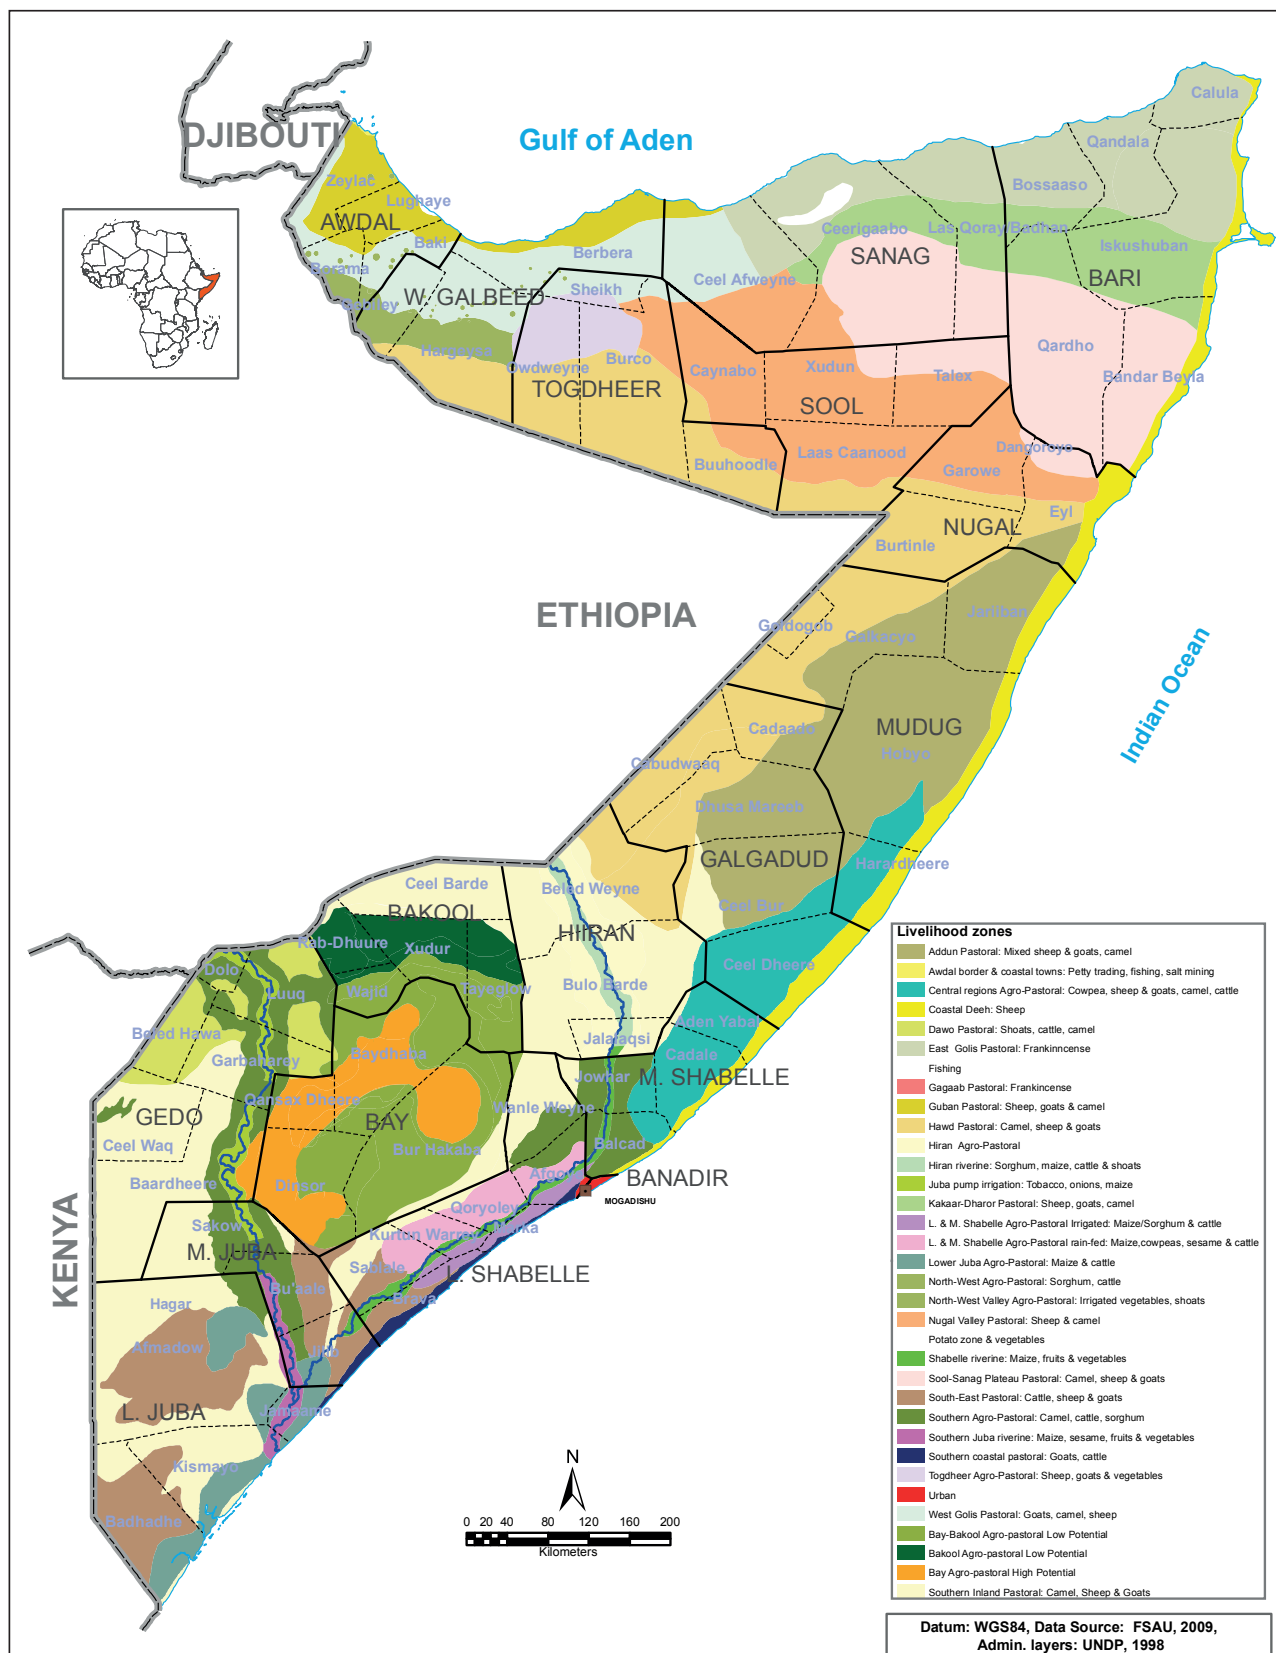 DJIBOUTI
Gulf of Aden
Calula
Qandala
Bossaaso
Zeylac
Lughaye
AWDAL
Baki
Borama
Berbera
Ceerigaabo
Las Qoray/Badhan
SANAG
Iskushuban
BARI
Ceel Afweyne
Sheikh
W. GALBEED
Gebiley
Hargeysa
Owdweyne
Burco
TOGDHEER
Caynabo
Xudun
Talex
SOOL
Qardho
Bandar Beyla
Buuhoodle
Laas Caanood
Garowe
Dangoroyo
Eyl
NUGAL
Burtinle
ETHIOPIA
Goldogob
Galkacyo
Jariiban
Indian Ocean
MUDUG
Hobyo
Cadaado
Cabudwaaq
Dhusa Mareeb
GALGADUD
Harardheere
Ceel Bur
Ceel Barde
BAKOOL
Beled Weyne
HIIRAN
Rab-Dhuure
Xudur
Ceel Dheere
Dolo
Luuq
Wajid
Tayeglow
Bulo Barde
Beled Hawa
Garbaharey
Baydhaba
Jalalaqsi
Aden Yabal
Cadale
M. SHABELLE
Jowhar
Qansax Dheere
Wanle Weyne
GEDO
BAY
Ceel Waq
Bur Hakaba
Balcad
Baardheere
Dinsor
Afgoy
BANADIR
MOGADISHU
Qoryoley
Marka
Kurtun Warrey
Sakow
M. JUBA
Sablale
L. SHABELLE
Bu'aale
Brava
KENYA
Hagar
Afmadow
Jilib
L. JUBA
Jamaame
Kismayo
Badhadhe
N
0 20 40 80 120 160 200
Kilometers
Livelihood zones
Addun Pastoral: Mixed sheep & goats, camel
Awdal border & coastal towns: Petty trading, fishing, salt mining
Central regions Agro-Pastoral: Cowpea, sheep & goats, camel, cattle
Coastal Deeh: Sheep
Dawo Pastoral: Shoats, cattle, camel
East Golis Pastoral: Frankinncense
Fishing
Gagaab Pastoral: Frankincense
Guban Pastoral: Sheep, goats & camel
Hawd Pastoral: Camel, sheep & goats
Hiran Agro-Pastoral
Hiran riverine: Sorghum, maize, cattle & shoats
Juba pump irrigation: Tobacco, onions, maize
Kakaar-Dharor Pastoral: Sheep, goats, camel
L. & M. Shabelle Agro-Pastoral Irrigated: Maize/Sorghum & cattle
L. & M. Shabelle Agro-Pastoral rain-fed: Maize,cowpeas, sesame & cattle
Lower Juba Agro-Pastoral: Maize & cattle
North-West Agro-Pastoral: Sorghum, cattle
North-West Valley Agro-Pastoral: Irrigated vegetables, shoats
Nugal Valley Pastoral: Sheep & camel
Potato zone & vegetables
Shabelle riverine: Maize, fruits & vegetables
Sool-Sanag Plateau Pastoral: Camel, sheep & goats
South-East Pastoral: Cattle, sheep & goats
Southern Agro-Pastoral: Camel, cattle, sorghum
Southern Juba riverine: Maize, sesame, fruits & vegetables
Southern coastal pastoral: Goats, cattle
Togdheer Agro-Pastoral: Sheep, goats & vegetables
Urban
West Golis Pastoral: Goats, camel, sheep
Bay-Bakool Agro-pastoral Low Potential
Bakool Agro-pastoral Low Potential
Bay Agro-pastoral High Potential
Southern Inland Pastoral: Camel, Sheep & Goats
Datum: WGS84, Data Source: FSAU, 2009,
Admin. layers: UNDP, 1998